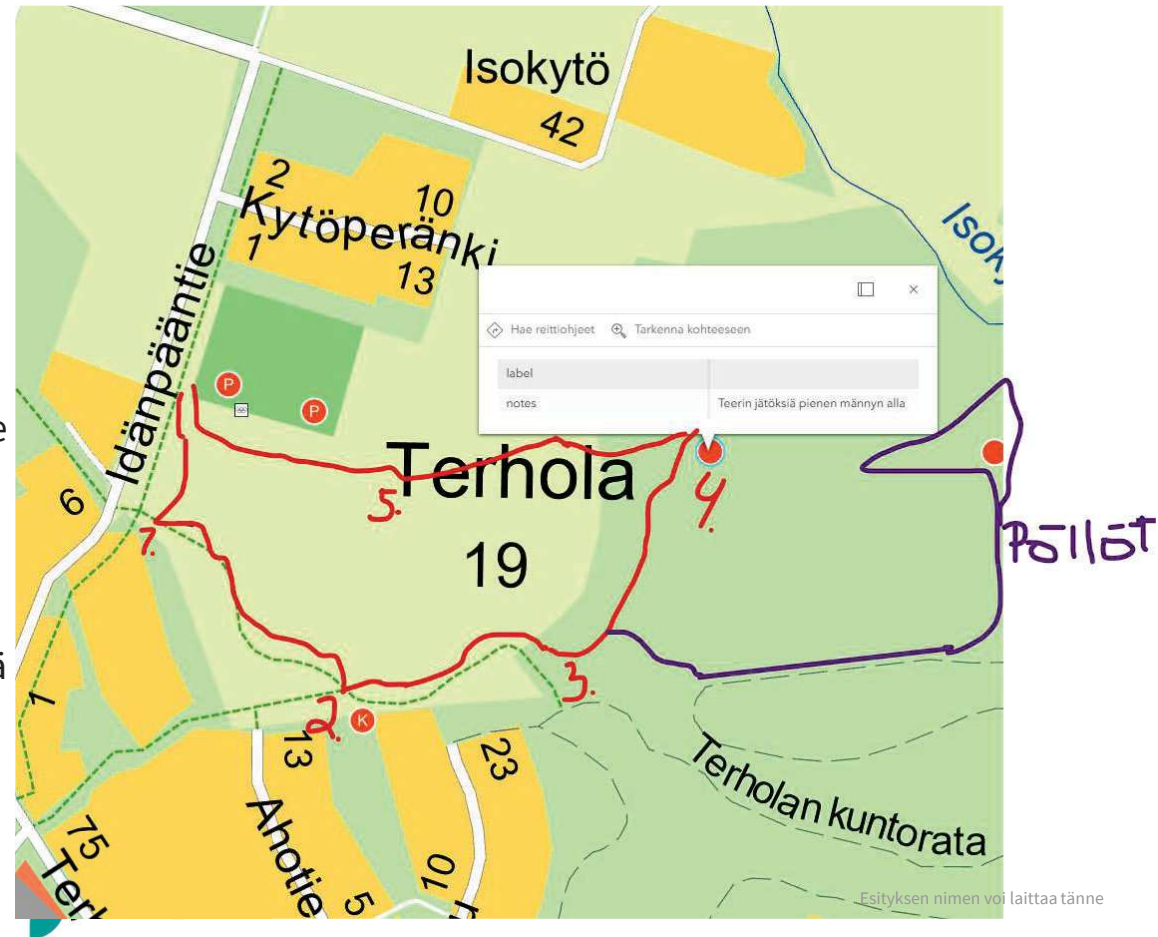 Isokytö
42
2
10
Kytöperänki
1
13
Isok
Idänpääntie
P
P
Hae reittiohjeet
Tarkenna kohteeseen
label
notes
Teerin jätöksiä pienen männyn alla
e
Terhola
5.
4.
6
1.
19
Pöllöt
ä
1
3.
2.
K
13
23
Terholan kuntorata
75
Terh
Ahotie
10
5
Esityksen nimen voi laittaa tänne